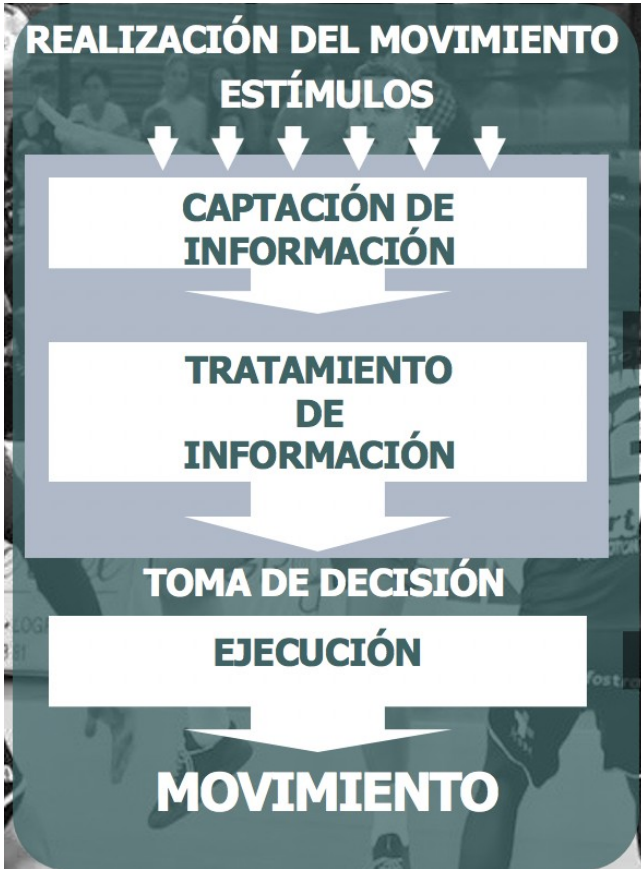 REALIZACIÓN DEL MOVIMIENTO
ESTÍMULOS
CAPTACIÓN DE
INFORMACIÓN
TRATAMIENTO
DE
INFORMACIÓN
TOMA DE DECISIÓN
EJECUCIÓN
MOVIMIENTO